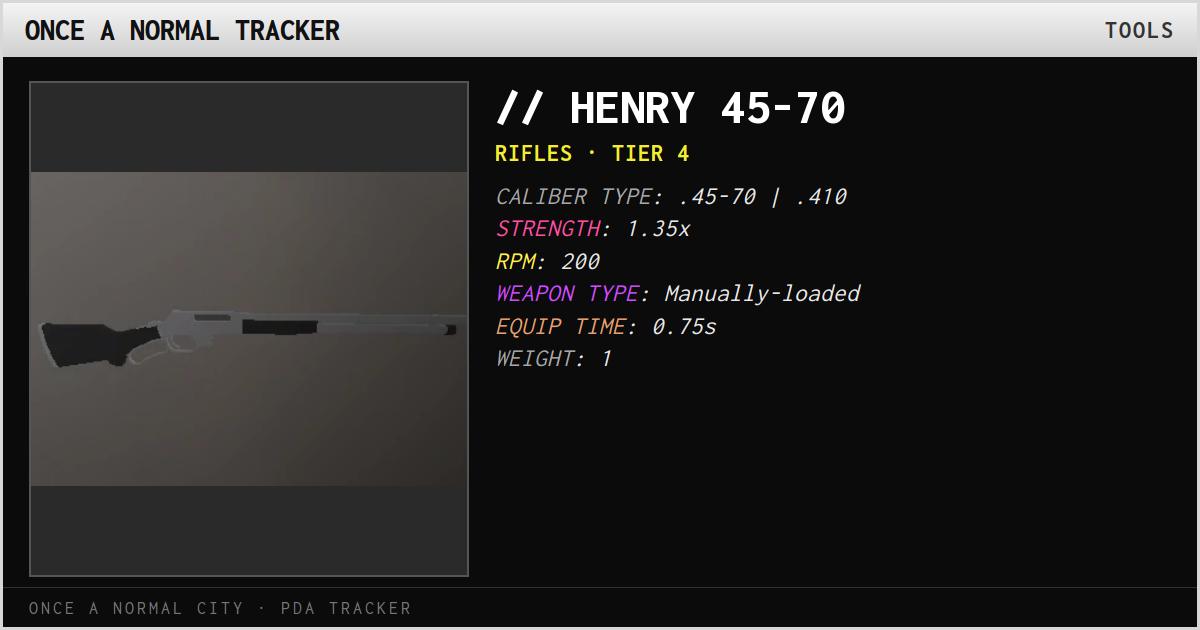 ONCE A NORMAL TRACKER
TOOLS
// HENRY 45-70
RIFLES · TIER 4
CALIBER TYPE: .45-70 | .410
STRENGTH: 1.35x
RPM: 200
WEAPON TYPE: Manually-loaded
EQUIP TIME: 0.75s
WEIGHT: 1
ONCE A NORMAL CITY · PDA TRACKER